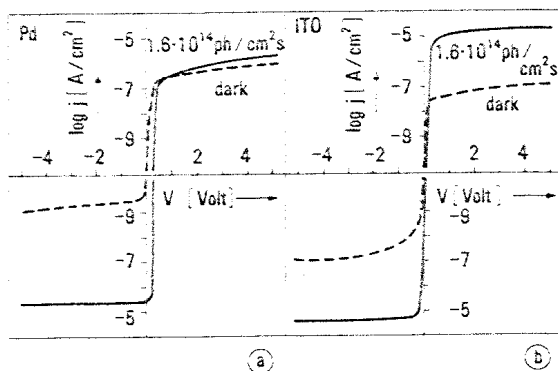 Pd
log j [A/cm²]
-5
1.6·10¹⁴ph/cm²s
-7
dark
-9
-4 -2 2 4
V [Volt]
-9
-7
-5
a
iTO
log j [A/cm²]
-5
1.6·10¹⁴ph/
cm²s
-7
dark
-9
-4 -2 2 4
V [Volt]
-9
-7
-5
b